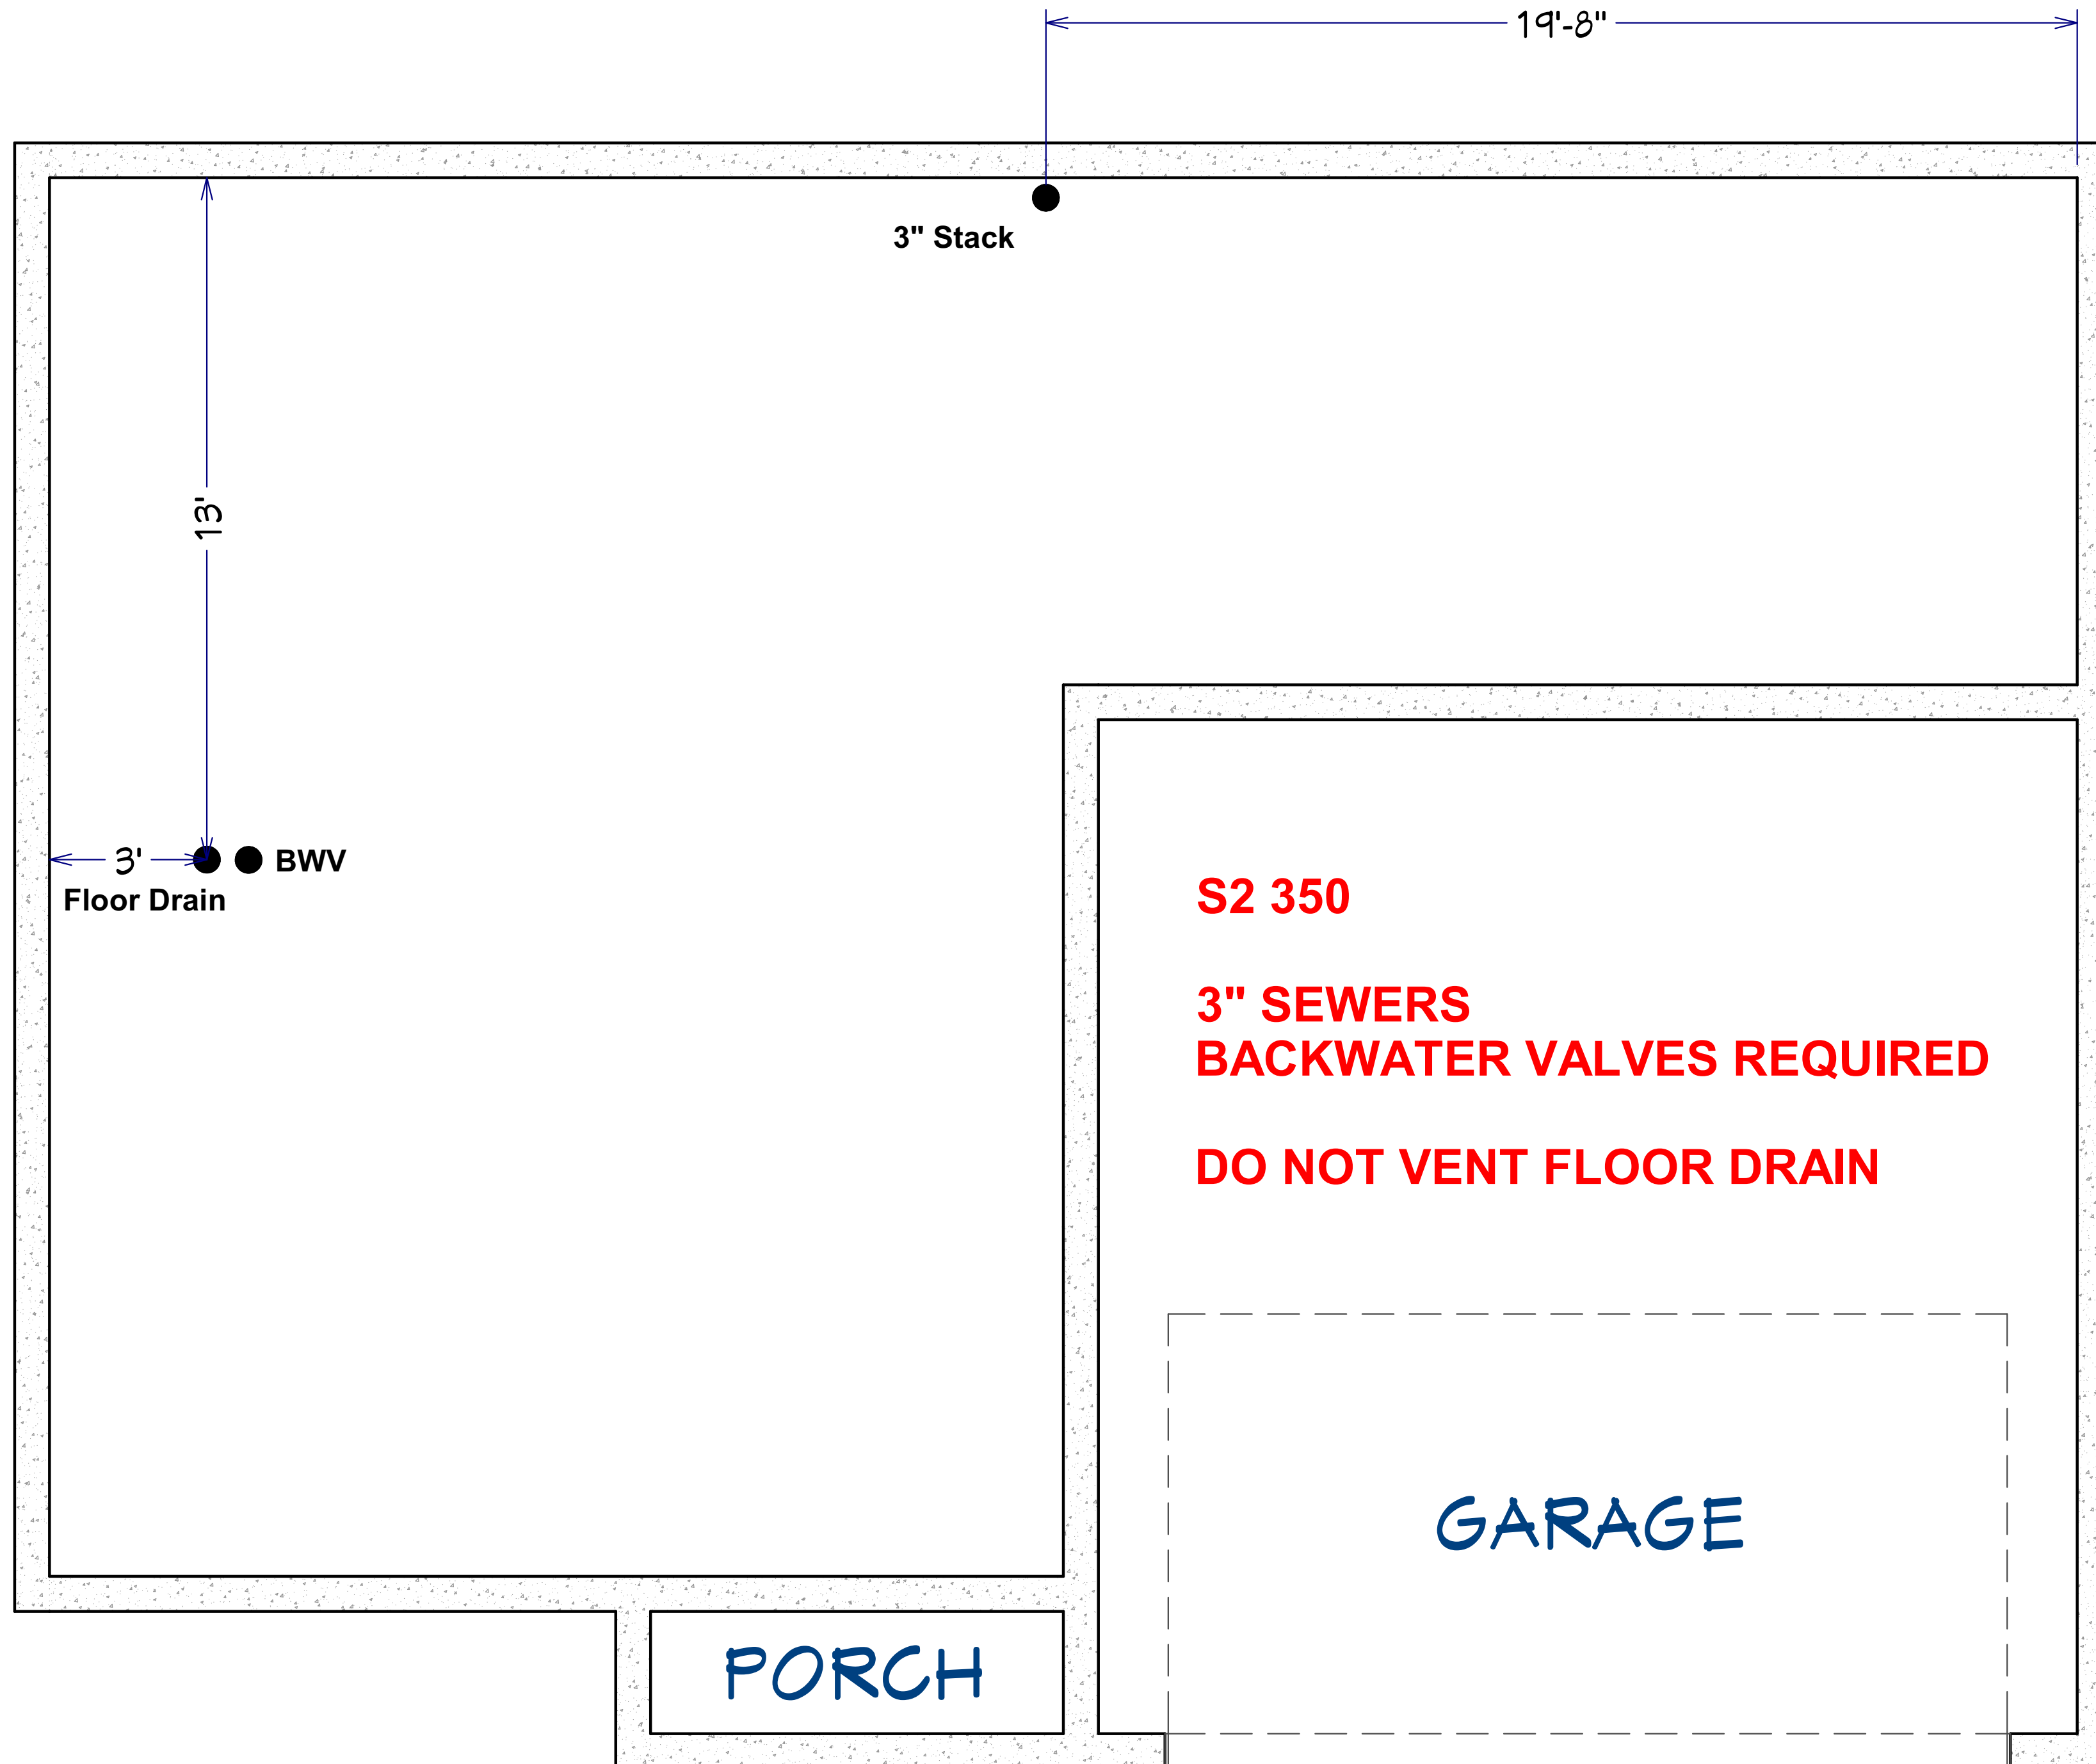 19'-8"
3" Stack
13'
3'
BWV
Floor Drain
S2 350
3" SEWERS
BACKWATER VALVES REQUIRED
DO NOT VENT FLOOR DRAIN
GARAGE
PORCH